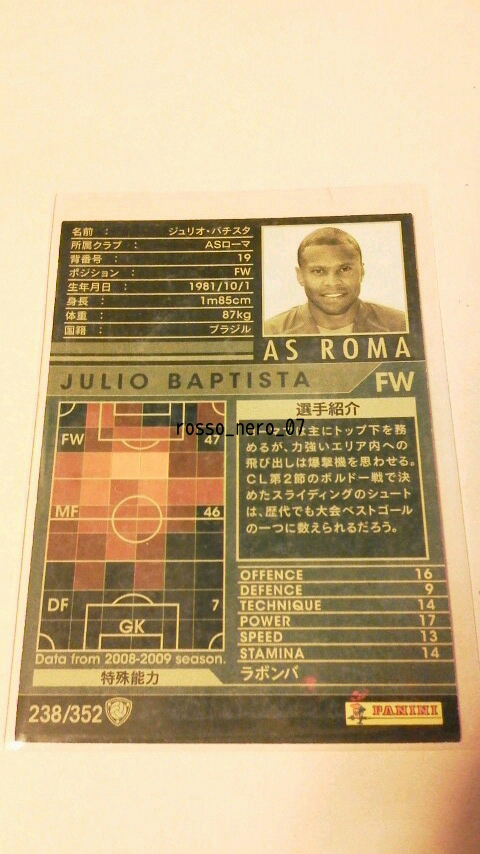 名前 : ジュリオ・バチスタ
所属クラブ : ASローマ
背番号 : 19
ポジション : FW
生年月日 : 1981/10/1
身長 : 1m85cm
体重 : 87kg
国籍 : ブラジル
AS ROMA
JULIO BAPTISTA
FW
選手紹介
rosso_nero_07
FW 47
MF 46
DF 7
GK
Data from 2008-2009 season.
は主にトップ下を務
めるが、力強いエリア内への
飛び出しは爆撃機を思わせる。
CL第2節のボルドー戦で決
めたスライディングのシュート
は、歴代でも大会ベストゴール
の一つに数えられるだろう。
OFFENCE 16
DEFENCE 9
TECHNIQUE 14
POWER 17
SPEED 13
STAMINA 14
特殊能力
ラボンバ
238/352
PANINI